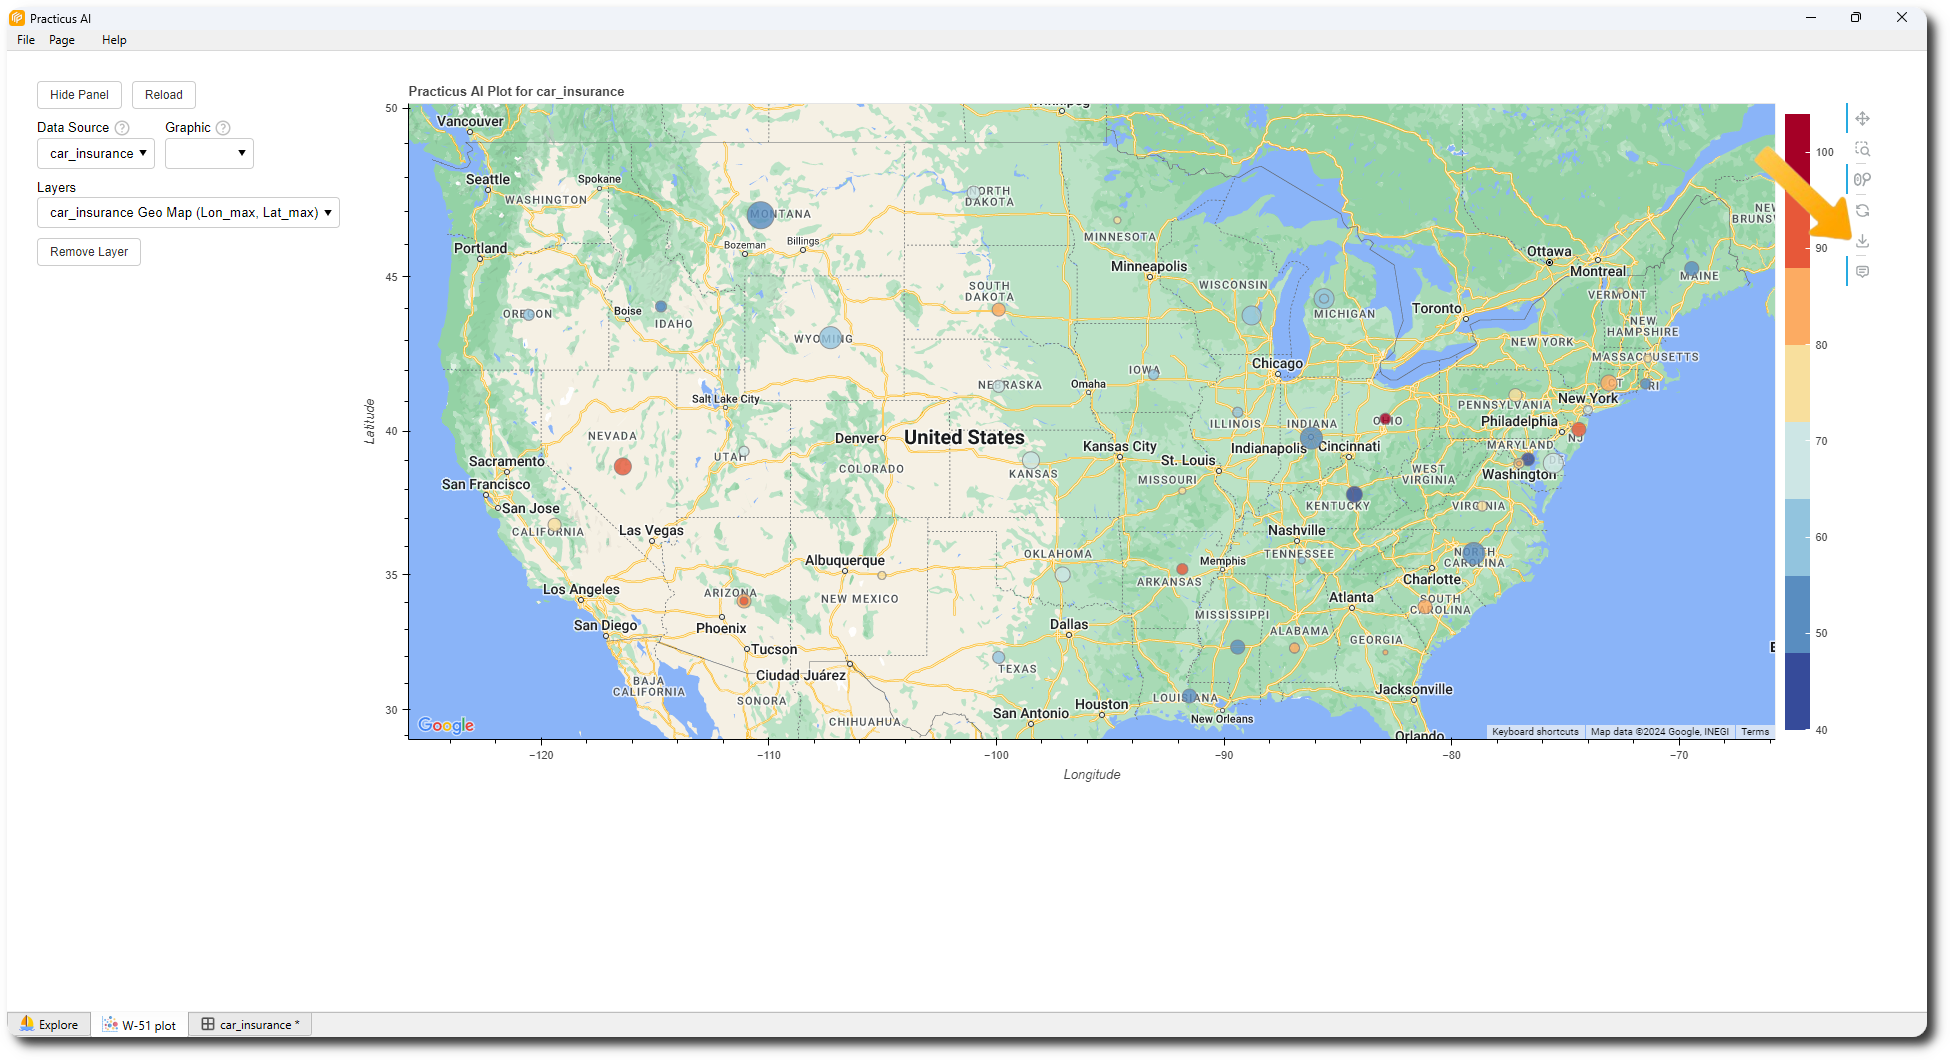 Practicus AI
File Page Help
Hide Panel Reload
Data Source ? Graphic ?
car_insurance
Layers
car_insurance Geo Map (Lon_max, Lat_max)
Remove Layer
Practicus AI Plot for car_insurance
50
45
40
35
30
Latitude
−120 −110 −100 −90 −80 −70
Longitude
100
90
80
70
60
50
40
Winnipeg
Vancouver
Seattle
Spokane
WASHINGTON
NORTH
DAKOTA
MONTANA
Portland
Bozeman
Billings
MINNESOTA
Minneapolis
Ottawa
Montreal
MAINE
SOUTH
DAKOTA
WISCONSIN
VERMONT
OREGON
Boise
IDAHO
MICHIGAN
Toronto
NEW
HAMPSHIRE
WYOMING
NEW YORK
MASSACHUSETTS
Chicago
IOWA
NEBRASKA
Omaha
CT
RI
Salt Lake City
PENNSYLVANIA
New York
NEVADA
Denver
United States
ILLINOIS
INDIANA
OHIO
Philadelphia
NJ
Kansas City
Indianapolis
Cincinnati
MARYLAND
Sacramento
UTAH
COLORADO
KANSAS
St. Louis
WEST
VIRGINIA
Washington
DE
San Francisco
MISSOURI
San Jose
KENTUCKY
VIRGINIA
CALIFORNIA
Las Vegas
Nashville
Albuquerque
OKLAHOMA
TENNESSEE
NORTH
CAROLINA
Memphis
Los Angeles
ARIZONA
NEW MEXICO
ARKANSAS
Charlotte
Atlanta
SOUTH
CAROLINA
San Diego
Phoenix
Dallas
MISSISSIPPI
ALABAMA
GEORGIA
Tucson
Ciudad Juárez
TEXAS
BAJA
CALIFORNIA
SONORA
LOUISIANA
Jacksonville
CHIHUAHUA
San Antonio
Houston
New Orleans
Orlando
Google
Keyboard shortcuts Map data ©2024 Google, INEGI Terms
Explore W-51 plot car_insurance *